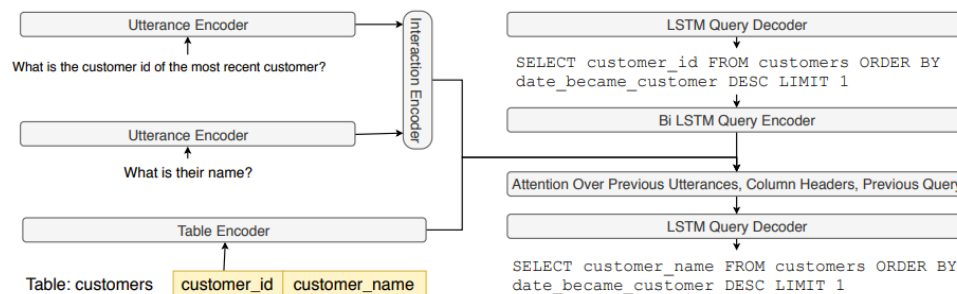 Utterance Encoder
What is the customer id of the most recent customer?
Interaction Encoder
Utterance Encoder
What is their name?
Table Encoder
Table: customers customer_id customer_name
LSTM Query Decoder
SELECT customer_id FROM customers ORDER BY
date_became_customer DESC LIMIT 1
Bi LSTM Query Encoder
Attention Over Previous Utterances, Column Headers, Previous Query
LSTM Query Decoder
SELECT customer_name FROM customers ORDER BY
date_became_customer DESC LIMIT 1